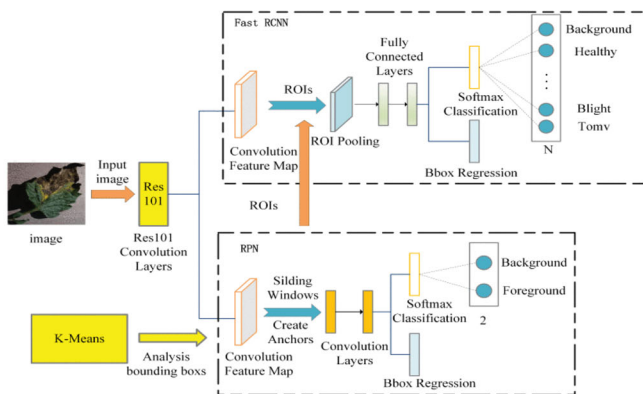 Fast RCNN
Background
Healthy
Blight
Tomv
N
Fully
Connected
Layers
Softmax
Classification
Bbox Regression
ROIs
ROI Pooling
Convolution
Feature Map
Input
image
Res
101
image
Res101
Convolution
Layers
ROIs
RPN
Background
Foreground
2
Silding
Windows
Create
Anchors
Softmax
Classification
Convolution
Layers
Convolution
Feature Map
Bbox Regression
K-Means
Analysis
bounding boxs